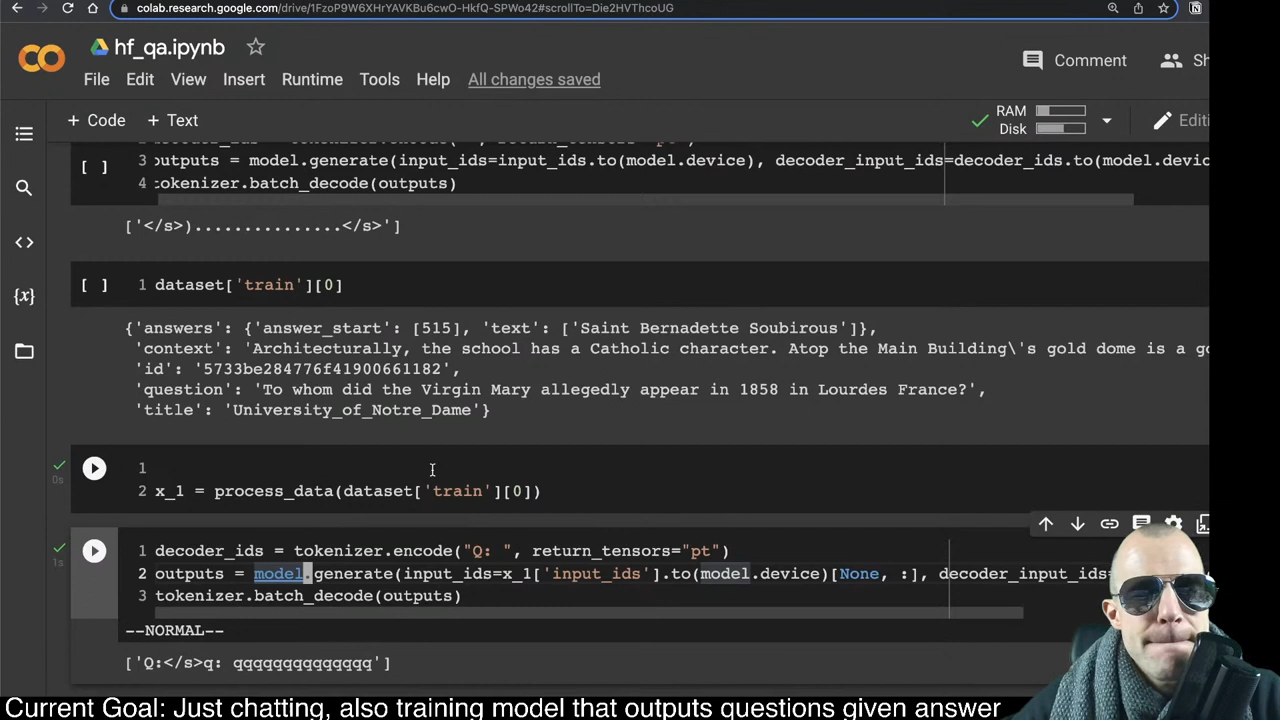 colab.research.google.com/drive/1FzoP9W6XHrYAVKBu6cwO-HkfQ-SPWo42#scrollTo=Die2HVThcoUG
hf_qa.ipynb
Comment
Sh
File Edit View Insert Runtime Tools Help All changes saved
+ Code + Text
RAM
Disk
Editi
[ ] 3 outputs = model.generate(input_ids=input_ids.to(model.device), decoder_input_ids=decoder_ids.to(model.devic
4 tokenizer.batch_decode(outputs)
['</s>)...............</s>']
[ ] 1 dataset['train'][0]
{'answers': {'answer_start': [515], 'text': ['Saint Bernadette Soubirous']},
'context': 'Architecturally, the school has a Catholic character. Atop the Main Building\'s gold dome is a go
'id': '5733be284776f41900661182',
'question': 'To whom did the Virgin Mary allegedly appear in 1858 in Lourdes France?',
'title': 'University_of_Notre_Dame'}
1
0s
2 x_1 = process_data(dataset['train'][0])
1 decoder_ids = tokenizer.encode("Q: ", return_tensors="pt")
1s
2 outputs = model.generate(input_ids=x_1['input_ids'].to(model.device)[None, :], decoder_input_ids=
3 tokenizer.batch_decode(outputs)
--NORMAL--
['Q:</s>q: qqqqqqqqqqqqqqq']
Current Goal: Just chatting, also training model that outputs questions given answer